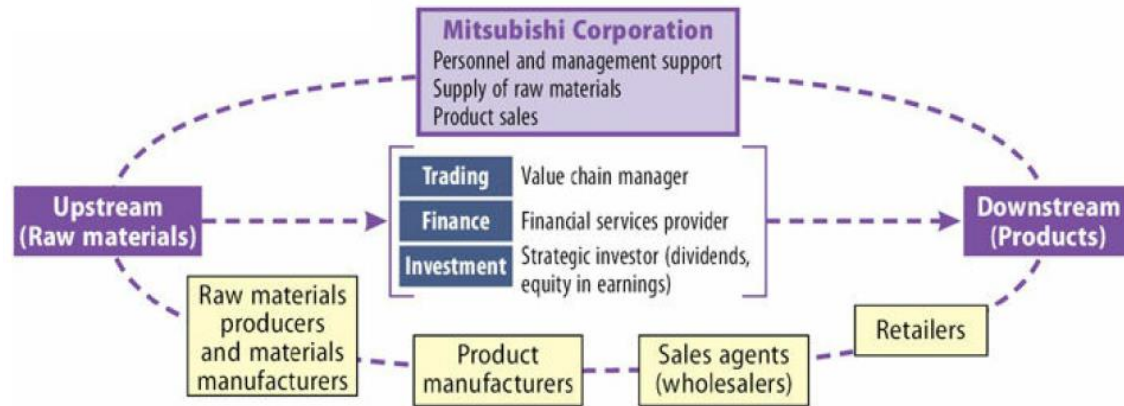 Mitsubishi Corporation
Personnel and management support
Supply of raw materials
Product sales
Upstream
(Raw materials)
Trading
Value chain manager
Finance
Financial services provider
Investment
Strategic investor (dividends,
equity in earnings)
Downstream
(Products)
Raw materials
producers
and materials
manufacturers
Product
manufacturers
Sales agents
(wholesalers)
Retailers